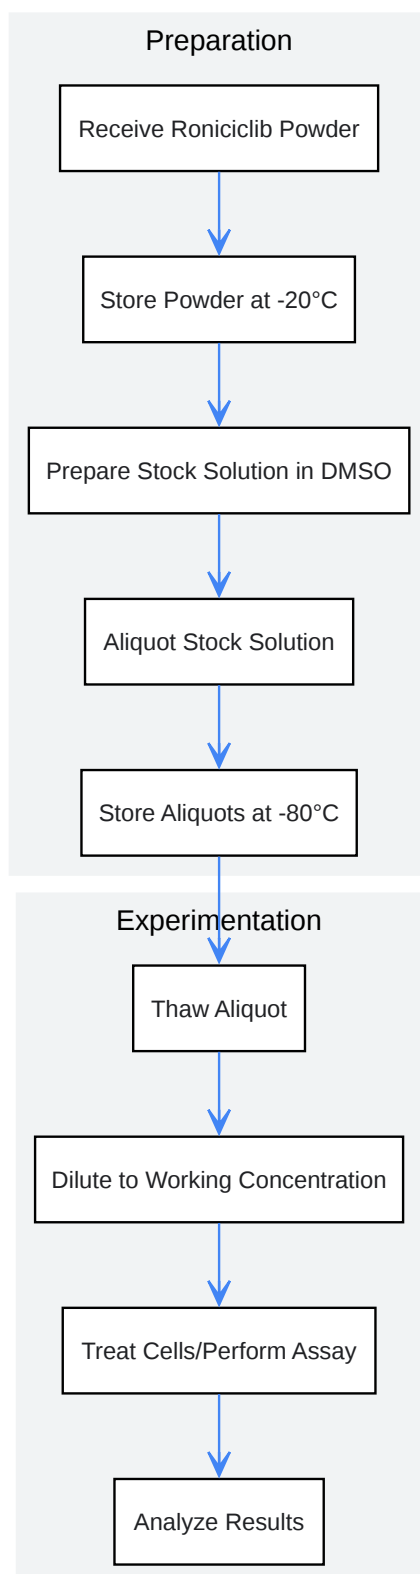 Preparation
Receive Roniciclib Powder
Store Powder at -20°C
Prepare Stock Solution in DMSO
Aliquot Stock Solution
Store Aliquots at -80°C
Experimentation
Thaw Aliquot
Dilute to Working Concentration
Treat Cells/Perform Assay
Analyze Results